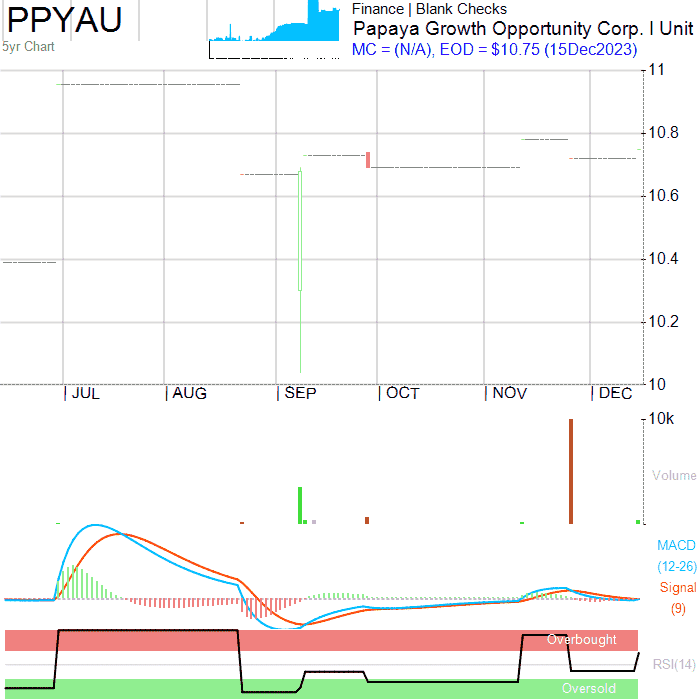 PPYAU
5yr Chart
Finance | Blank Checks
Papaya Growth Opportunity Corp. I Unit
MC = (N/A), EOD = $10.75 (15Dec2023)
11
10.8
10.6
10.4
10.2
10
JUL
AUG
SEP
OCT
NOV
DEC
10k
Volume
MACD
(12-26)
Signal
(9)
Overbought
RSI(14)
Oversold